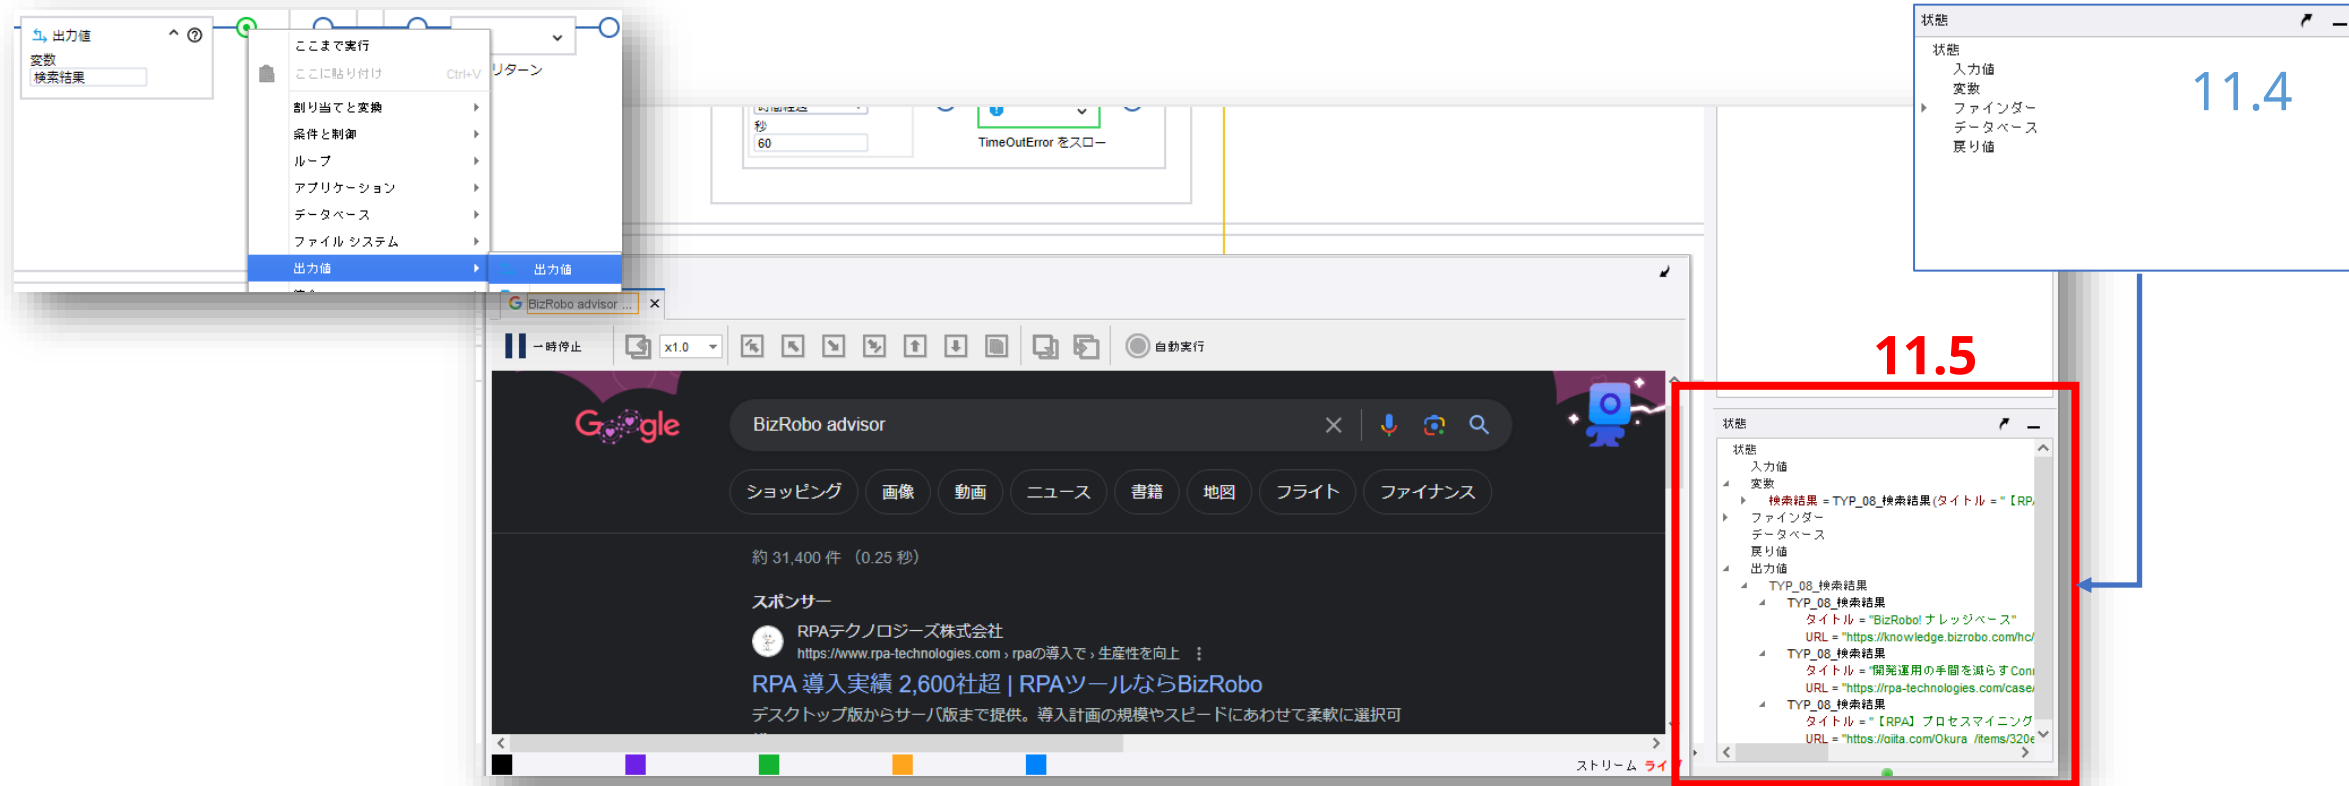 出力値
変数
検索結果
ここまで実行
ここに貼り付け Ctrl+V
割り当てと変換
条件と制御
ループ
アプリケーション
データベース
ファイル システム
出力値
出力値
リターン
時間経過
秒
60
TimeOutError をスロー
BizRobo advisor ...
一時停止
x1.0
自動実行
Google
BizRobo advisor
ショッピング
画像
動画
ニュース
書籍
地図
フライト
ファイナンス
約 31,400 件 （0.25 秒）
スポンサー
RPAテクノロジーズ株式会社
https://www.rpa-technologies.com › rpaの導入で › 生産性を向上
RPA 導入実績 2,600社超 | RPAツールならBizRobo
デスクトップ版からサーバ版まで提供。導入計画の規模やスピードにあわせて柔軟に選択可
ストリーム ライブ
状態
状態
入力値
変数
ファインダー
データベース
戻り値
11.4
11.5
状態
状態
入力値
変数
検索結果 = TYP_08_検索結果(タイトル = "【RPA
ファインダー
データベース
戻り値
出力値
TYP_08_検索結果
TYP_08_検索結果
タイトル = "BizRobo! ナレッジベース"
URL = "https://knowledge.bizrobo.com/hc/
TYP_08_検索結果
タイトル = "開発運用の手間を減らすCon
URL = "https://rpa-technologies.com/case/
TYP_08_検索結果
タイトル = "【RPA】プロセスマイニング
URL = "https://qiita.com/Okura_/items/320e